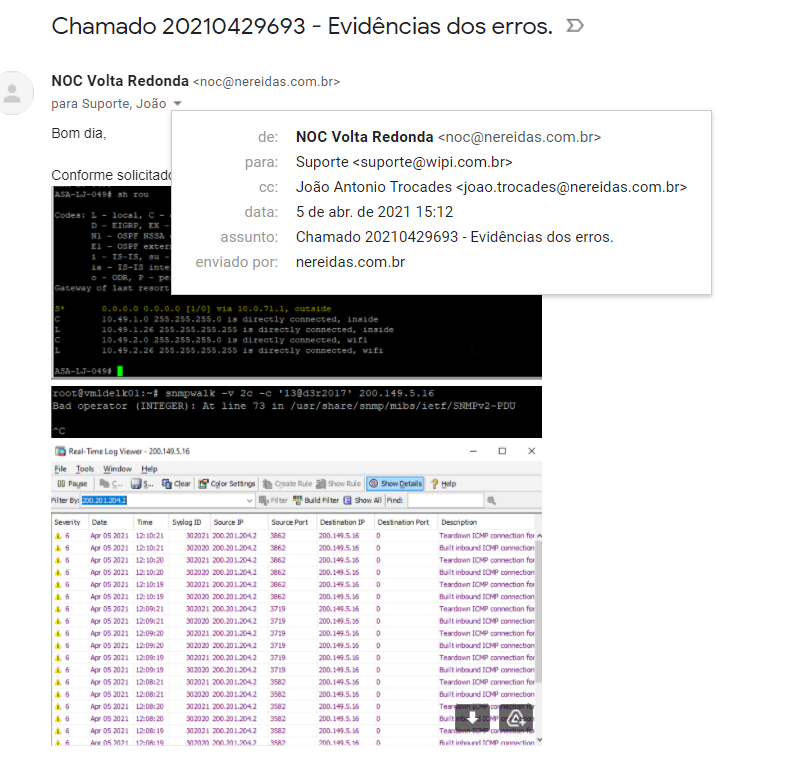 Chamado 20210429693 - Evidências dos erros.
NOC Volta Redonda <noc@nereidas.com.br>
para Suporte, João
Bom dia,
Conforme solicitado
de: NOC Volta Redonda <noc@nereidas.com.br>
para: Suporte <suporte@wipi.com.br>
cc: João Antonio Trocades <joao.trocades@nereidas.com.br>
data: 5 de abr. de 2021 15:12
assunto: Chamado 20210429693 - Evidências dos erros.
enviado por: nereidas.com.br
ASA-LJ-049# sh rou
Codes: L - local, C -
D - EIGRP, EX -
N1 - OSPF NSSA
E1 - OSPF exter
i - IS-IS, su -
ia - IS-IS inte
o - ODR, P - pe
Gateway of last resort
S* 0.0.0.0 0.0.0.0 [1/0] via 10.0.71.1, outside
C 10.49.1.0 255.255.255.0 is directly connected, inside
L 10.49.1.26 255.255.255.255 is directly connected, inside
C 10.49.2.0 255.255.255.0 is directly connected, wifi
L 10.49.2.26 255.255.255.255 is directly connected, wifi
ASA-LJ-049#
root@vmldelk01:~# snmpwalk -v 2c -c '13@d3r2017' 200.149.5.16
Bad operator (INTEGER): At line 73 in /usr/share/snmp/mibs/ietf/SNMPv2-PDU
^C
Real-Time Log Viewer - 200.149.5.16
File Tools Window Help
Pause C... S... Clear Color Settings Create Rule Show Rule Show Details Help
Filter By: 200.201.204.2 Filter Build Filter Show All Find:
Severity Date Time Syslog ID Source IP Source Port Destination IP Destination Port Description
6 Apr 05 2021 12:10:21 302021 200.201.204.2 3862 200.149.5.16 0 Teardown ICMP connection for
6 Apr 05 2021 12:10:21 302020 200.201.204.2 3862 200.149.5.16 0 Built inbound ICMP connection
6 Apr 05 2021 12:10:20 302021 200.201.204.2 3862 200.149.5.16 0 Teardown ICMP connection for
6 Apr 05 2021 12:10:20 302020 200.201.204.2 3862 200.149.5.16 0 Built inbound ICMP connection
6 Apr 05 2021 12:10:19 302021 200.201.204.2 3862 200.149.5.16 0 Teardown ICMP connection for
6 Apr 05 2021 12:10:19 302020 200.201.204.2 3862 200.149.5.16 0 Built inbound ICMP connection
6 Apr 05 2021 12:09:21 302021 200.201.204.2 3719 200.149.5.16 0 Teardown ICMP connection for
6 Apr 05 2021 12:09:21 302020 200.201.204.2 3719 200.149.5.16 0 Built inbound ICMP connection
6 Apr 05 2021 12:09:20 302021 200.201.204.2 3719 200.149.5.16 0 Teardown ICMP connection for
6 Apr 05 2021 12:09:20 302020 200.201.204.2 3719 200.149.5.16 0 Built inbound ICMP connection
6 Apr 05 2021 12:09:19 302021 200.201.204.2 3719 200.149.5.16 0 Teardown ICMP connection for
6 Apr 05 2021 12:09:19 302020 200.201.204.2 3719 200.149.5.16 0 Built inbound ICMP connection
6 Apr 05 2021 12:08:21 302021 200.201.204.2 3582 200.149.5.16 0 Teardown ICMP connection for
6 Apr 05 2021 12:08:21 302020 200.201.204.2 3582 200.149.5.16 0 Built inbound ICMP connection
6 Apr 05 2021 12:08:20 302021 200.201.204.2 3582 200.149.5.16 0 Teardown ICMP connection for
6 Apr 05 2021 12:08:20 302020 200.201.204.2 3582 200.149.5.16 0 Built inbound ICMP connection
6 Apr 05 2021 12:08:19 302021 200.201.204.2 3582 200.149.5.16 0 Teardown ICMP connection for
6 Apr 05 2021 12:08:19 302020 200.201.204.2 3582 200.149.5.16 0 Built inbound ICMP connection